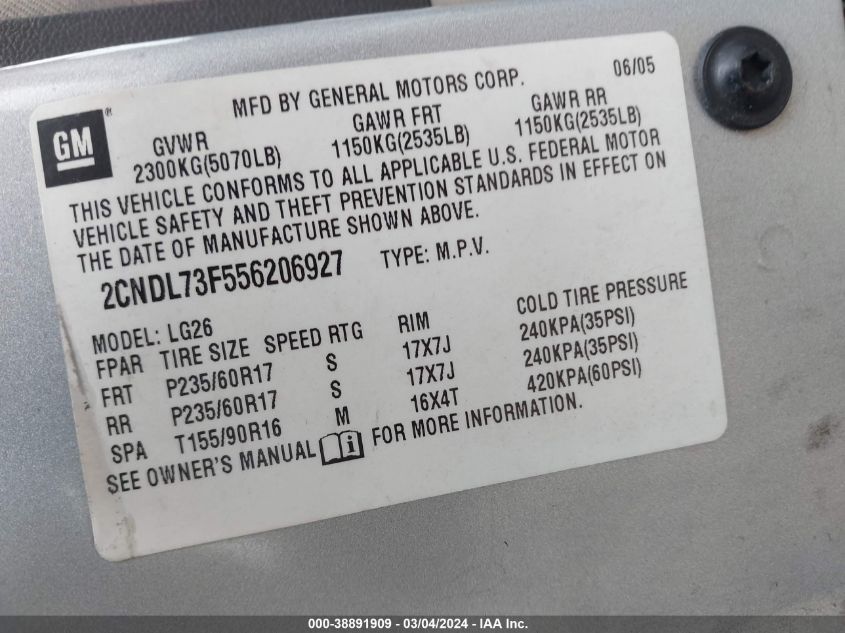 MFD BY GENERAL MOTORS CORP. 06/05
GM®
GVWR GAWR FRT GAWR RR
2300KG(5070LB) 1150KG(2535LB) 1150KG(2535LB)
THIS VEHICLE CONFORMS TO ALL APPLICABLE U.S. FEDERAL MOTOR
VEHICLE SAFETY AND THEFT PREVENTION STANDARDS IN EFFECT ON
THE DATE OF MANUFACTURE SHOWN ABOVE.
2CNDL73F556206927 TYPE: M.P.V.
MODEL: LG26
FPAR TIRE SIZE SPEED RTG RIM COLD TIRE PRESSURE
FRT P235/60R17 S 17X7J 240KPA(35PSI)
RR P235/60R17 S 17X7J 240KPA(35PSI)
SPA T155/90R16 M 16X4T 420KPA(60PSI)
SEE OWNER'S MANUAL i FOR MORE INFORMATION.
000-38891909 - 03/04/2024 - IAA Inc.